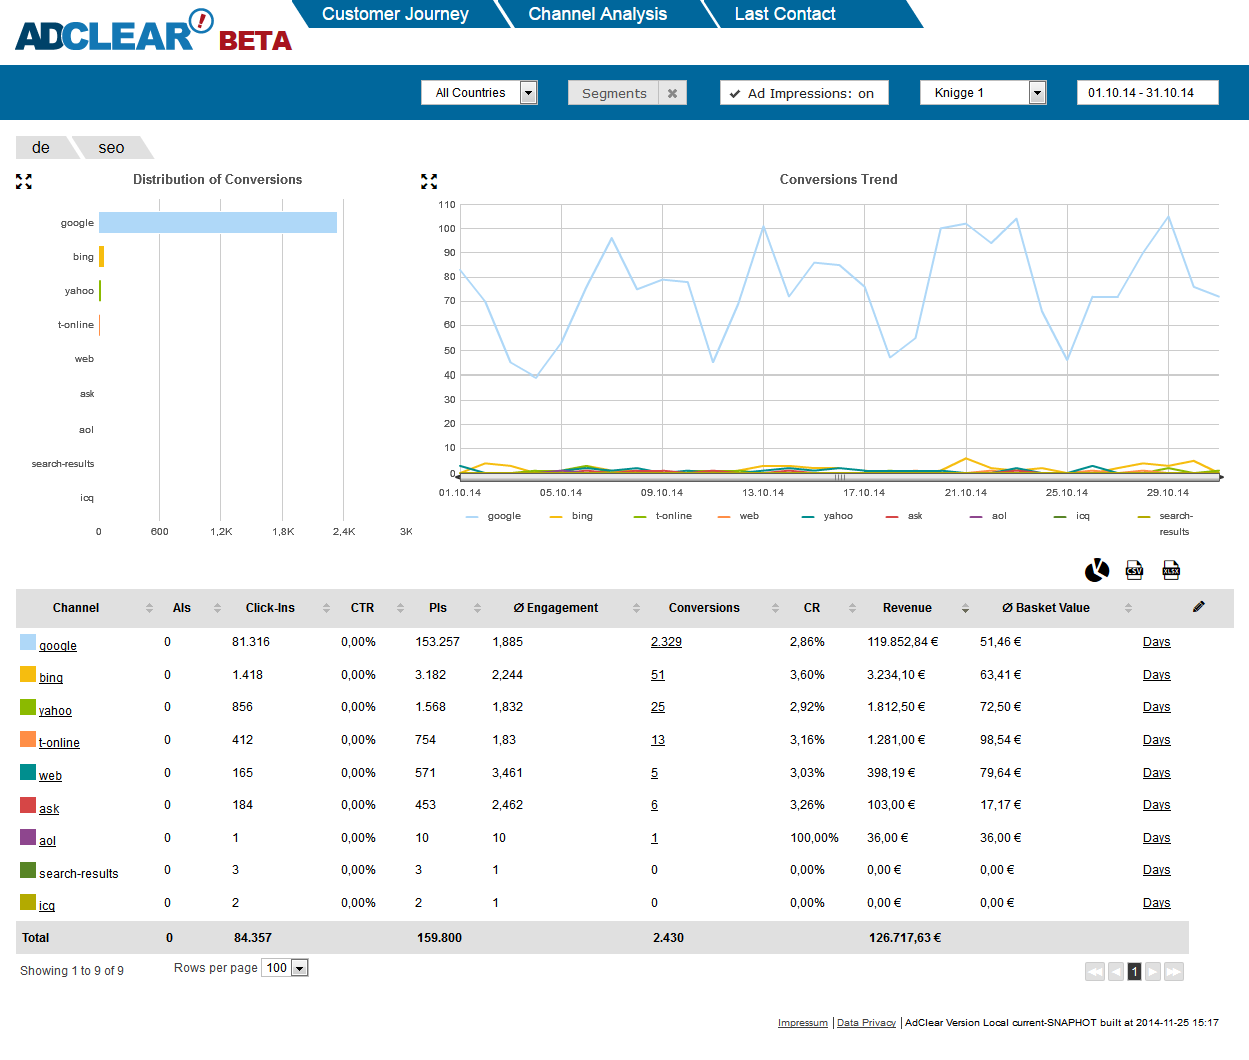 Customer Journey Channel Analysis Last Contact
ADCLEAR! BETA
All Countries Segments Ad Impressions: on Knigge 1 01.10.14 - 31.10.14
de seo
Distribution of Conversions
google
bing
yahoo
t-online
web
ask
aol
search-results
icq
0 600 1,2K 1,8K 2,4K 3K
Conversions Trend
110
100
90
80
70
60
50
40
30
20
10
0
01.10.14 05.10.14 09.10.14 13.10.14 17.10.14 21.10.14 25.10.14 29.10.14
google bing t-online web yahoo ask aol icq search-
results
CSV XLSX
Channel AIs Click-Ins CTR PIs Ø Engagement Conversions CR Revenue Ø Basket Value
google 0 81.316 0,00% 153.257 1,885 2.329 2,86% 119.852,84 € 51,46 € Days
bing 0 1.418 0,00% 3.182 2,244 51 3,60% 3.234,10 € 63,41 € Days
yahoo 0 856 0,00% 1.568 1,832 25 2,92% 1.812,50 € 72,50 € Days
t-online 0 412 0,00% 754 1,83 13 3,16% 1.281,00 € 98,54 € Days
web 0 165 0,00% 571 3,461 5 3,03% 398,19 € 79,64 € Days
ask 0 184 0,00% 453 2,462 6 3,26% 103,00 € 17,17 € Days
aol 0 1 0,00% 10 10 1 100,00% 36,00 € 36,00 € Days
search-results 0 3 0,00% 3 1 0 0,00% 0,00 € 0,00 € Days
icq 0 2 0,00% 2 1 0 0,00% 0,00 € 0,00 € Days
Total 0 84.357 159.800 2.430 126.717,63 €
Showing 1 to 9 of 9 Rows per page 100 1
Impressum | Data Privacy | AdClear Version Local current-SNAPHOT built at 2014-11-25 15:17